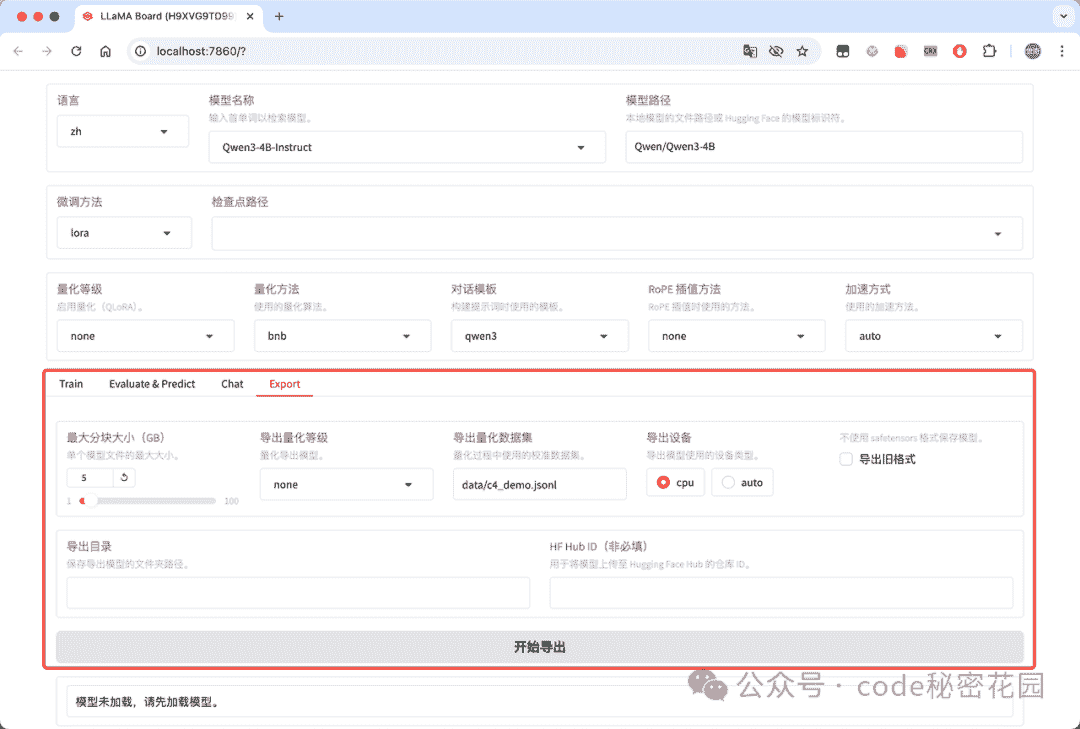 LLaMA Board (H9XVG9TD99
localhost:7860/?
语言
zh
模型名称
输入首单词以检索模型。
Qwen3-4B-Instruct
模型路径
本地模型的文件路径或 Hugging Face 的模型标识符。
Qwen/Qwen3-4B
微调方法
lora
检查点路径
量化等级
启用量化（QLoRA）。
none
量化方法
使用的量化算法。
bnb
对话模板
构建提示词时使用的模板。
qwen3
RoPE 插值方法
RoPE 插值时使用的方法。
none
加速方式
使用的加速方法。
auto
Train Evaluate & Predict Chat Export
最大分块大小（GB）
单个模型文件的最大大小。
5
1 100
导出量化等级
量化导出模型。
none
导出量化数据集
量化过程中使用的校准数据集。
data/c4_demo.jsonl
导出设备
导出模型使用的设备类型。
cpu auto
不使用 safetensors 格式保存模型。
导出旧格式
导出目录
保存导出模型的文件夹路径。
HF Hub ID（非必填）
用于将模型上传至 Hugging Face Hub 的仓库 ID。
开始导出
模型未加载，请先加载模型。
公众号 · code秘密花园